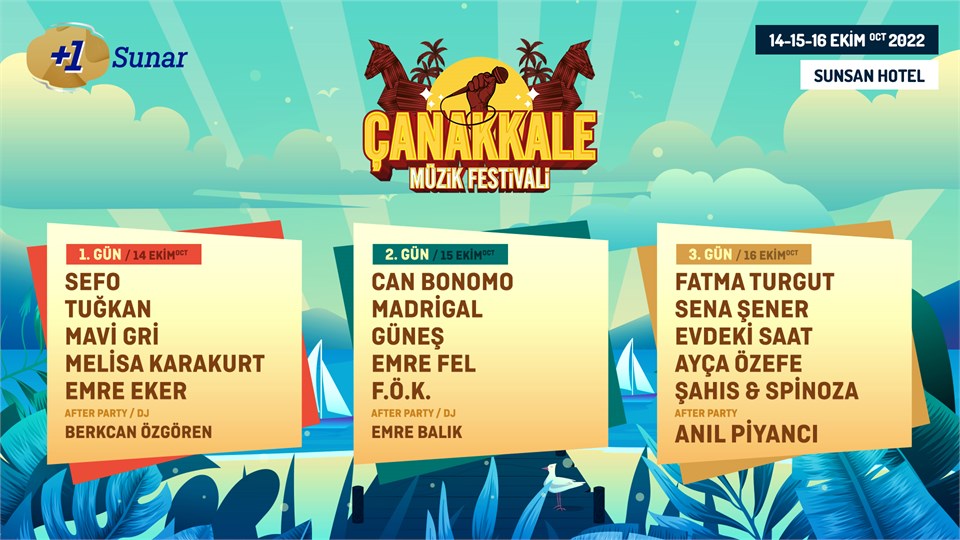 +1 Sunar
14-15-16 EKİM OCT 2022
SUNSAN HOTEL
ÇANAKKALE
MÜZİK FESTİVALİ
1. GÜN / 14 EKİM OCT
SEFO
TUĞKAN
MAVİ GRİ
MELİSA KARAKURT
EMRE EKER
AFTER PARTY / DJ
BERKCAN ÖZGÖREN
2. GÜN / 15 EKİM OCT
CAN BONOMO
MADRİGAL
GÜNEŞ
EMRE FEL
F.Ö.K.
AFTER PARTY / DJ
EMRE BALIK
3. GÜN / 16 EKİM OCT
FATMA TURGUT
SENA ŞENER
EVDEKİ SAAT
AYÇA ÖZEFE
ŞAHIS & SPİNOZA
AFTER PARTY
ANIL PİYANCI